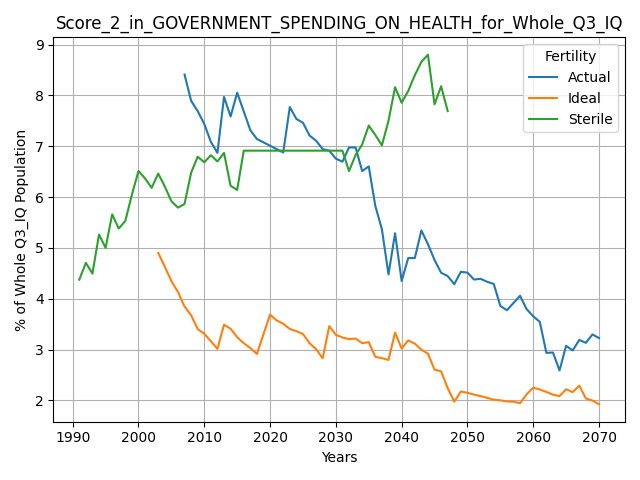 Score_2_in_GOVERNMENT_SPENDING_ON_HEALTH_for_Whole_Q3_IQ
Fertility
Actual
Ideal
Sterile
% of Whole Q3_IQ Population
9
8
7
6
5
4
3
2
1990 2000 2010 2020 2030 2040 2050 2060 2070
Years